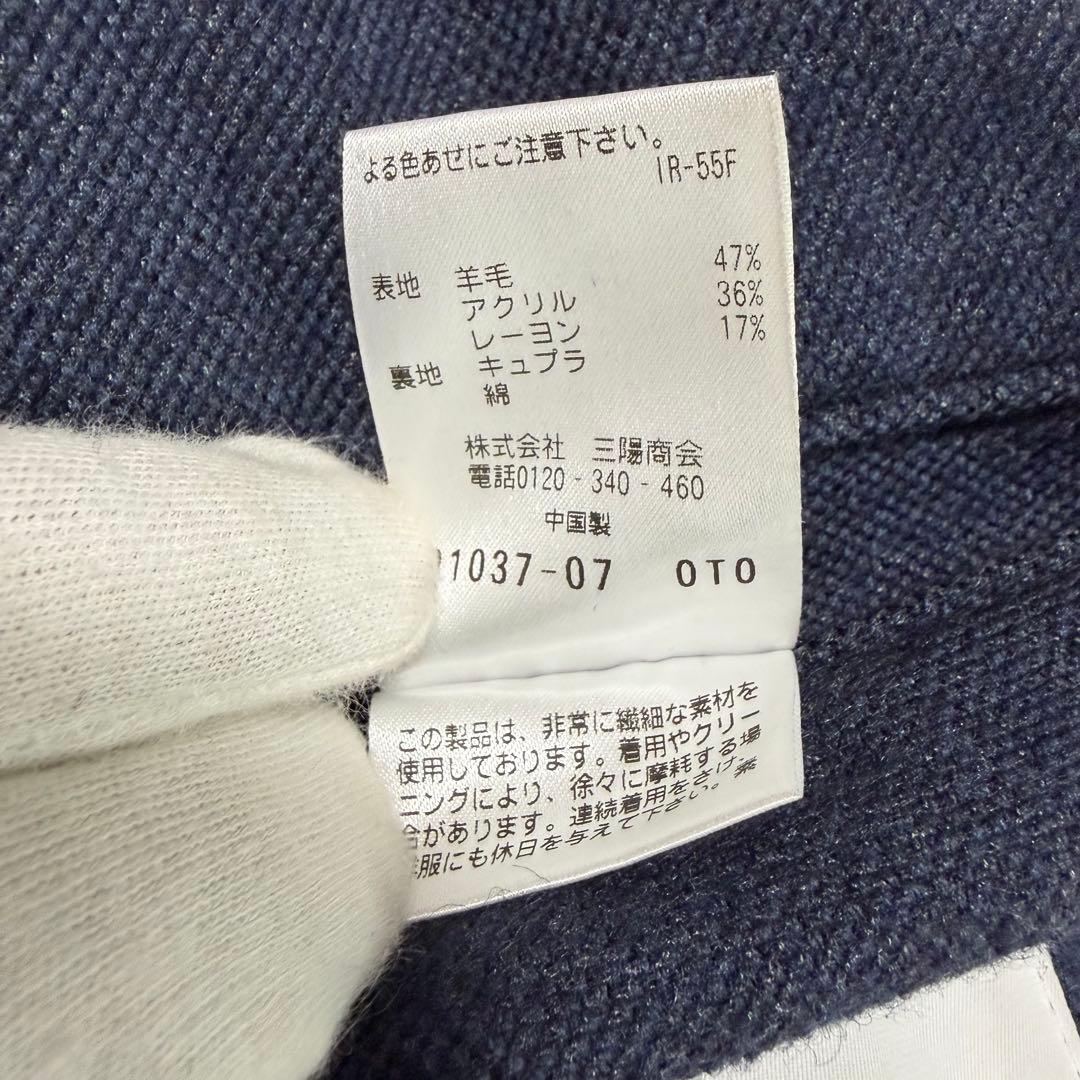 よる色あせにご注意下さい。
IR-55F
表地 羊毛 47%
アクリル 36%
レーヨン 17%
裏地 キュプラ
綿
株式会社 三陽商会
電話0120-340-460
中国製
1037-07 OTO
この製品は、非常に繊細な素材を
使用しております。着用やクリー
ニングにより、徐々に摩耗する場
合があります。連続着用をさけ、素
服にも休日を与えて下さい。